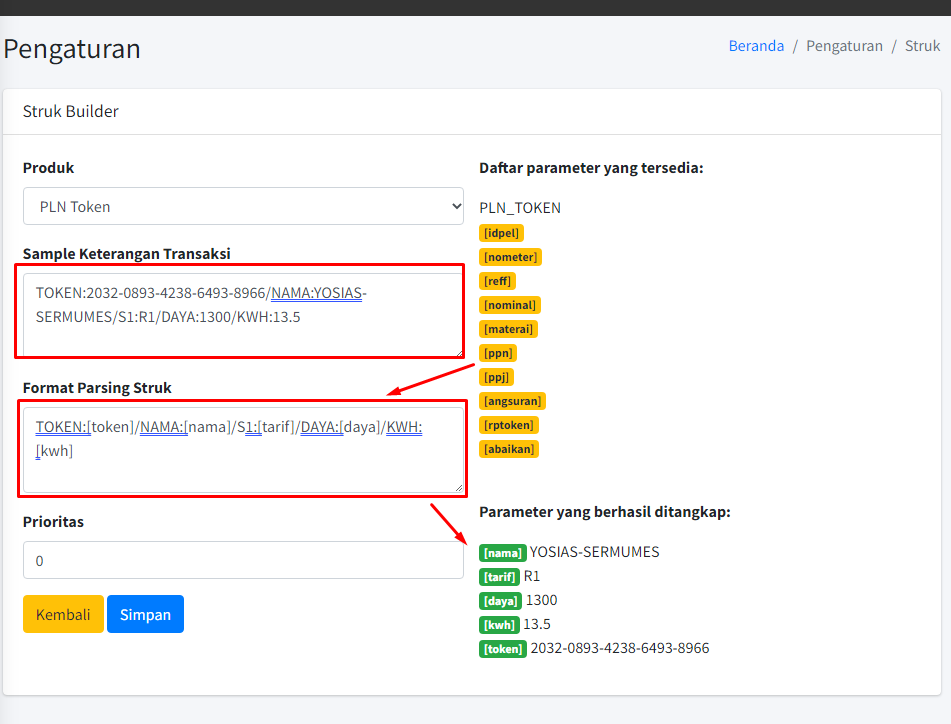 Pengaturan
Beranda / Pengaturan / Struk
Struk Builder
Produk
PLN Token
Sample Keterangan Transaksi
TOKEN:2032-0893-4238-6493-8966/NAMA:YOSIAS-
SERMUMES/S1:R1/DAYA:1300/KWH:13.5
Format Parsing Struk
TOKEN:[token]/NAMA:[nama]/S1:[tarif]/DAYA:[daya]/KWH:
[kwh]
Prioritas
0
Kembali Simpan
Daftar parameter yang tersedia:
PLN_TOKEN
[idpel]
[nometer]
[reff]
[nominal]
[materai]
[ppn]
[ppj]
[angsuran]
[rptoken]
[abaikan]
Parameter yang berhasil ditangkap:
[nama] YOSIAS-SERMUMES
[tarif] R1
[daya] 1300
[kwh] 13.5
[token] 2032-0893-4238-6493-8966